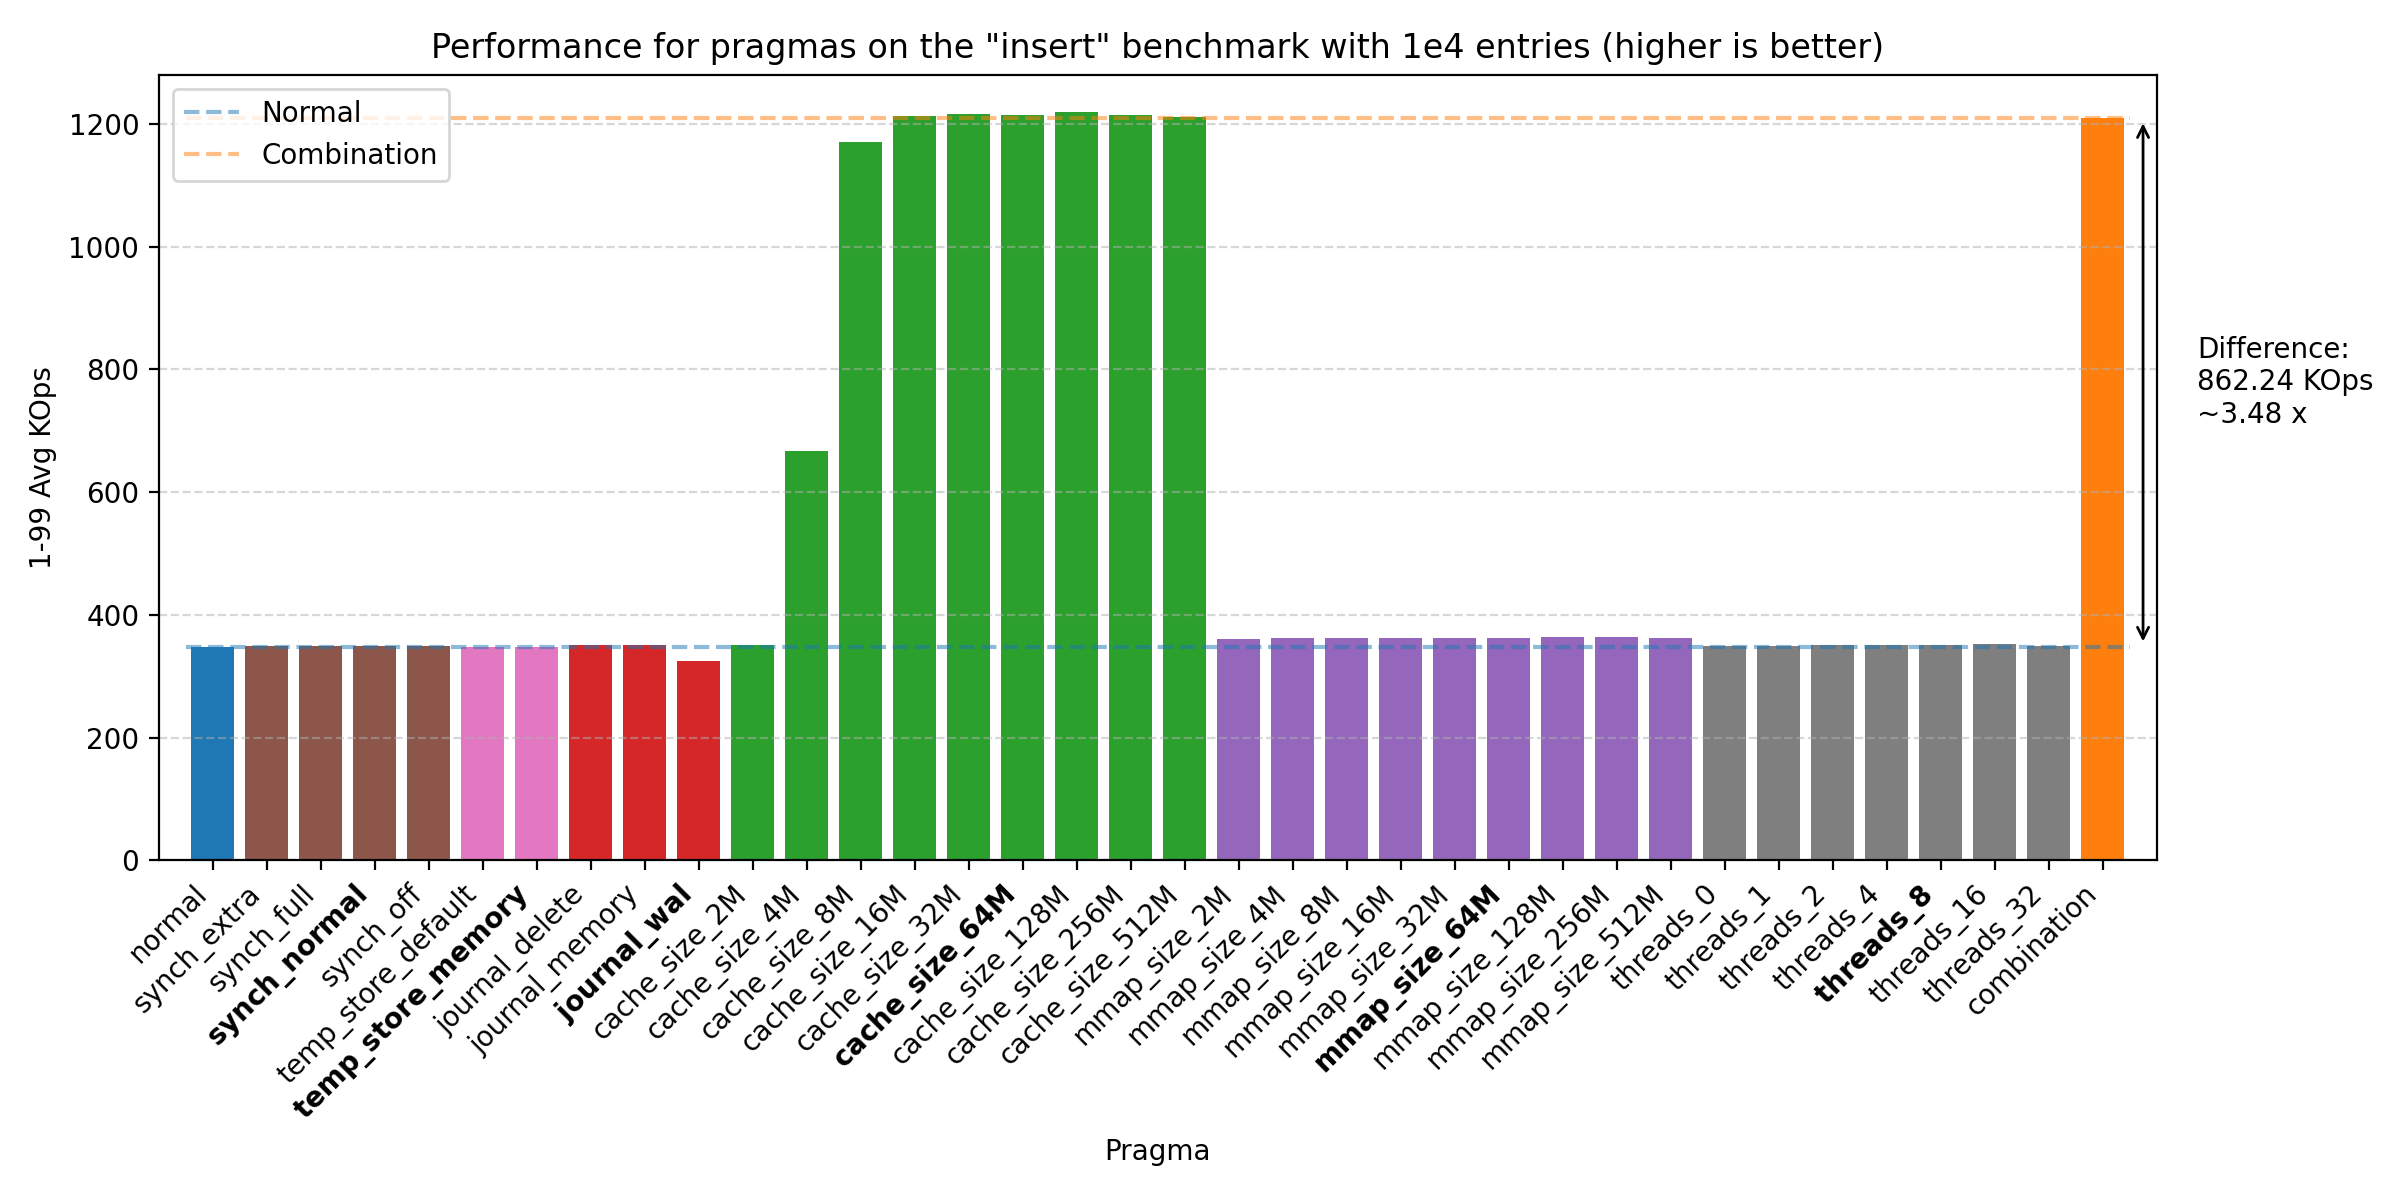 Performance for pragmas on the "insert" benchmark with 1e4 entries (higher is better)
Normal
Combination
1200
1000
800
600
400
200
0
1-99 Avg KOps
Difference:
862.24 KOps
~3.48 x
normal
synch_extra
synch_full
synch_normal
synch_off
temp_store_default
temp_store_memory
journal_delete
journal_memory
journal_wal
cache_size_2M
cache_size_4M
cache_size_8M
cache_size_16M
cache_size_32M
cache_size_64M
cache_size_128M
cache_size_256M
cache_size_512M
mmap_size_2M
mmap_size_4M
mmap_size_8M
mmap_size_16M
mmap_size_32M
mmap_size_64M
mmap_size_128M
mmap_size_256M
mmap_size_512M
threads_0
threads_1
threads_2
threads_4
threads_8
threads_16
threads_32
combination
Pragma